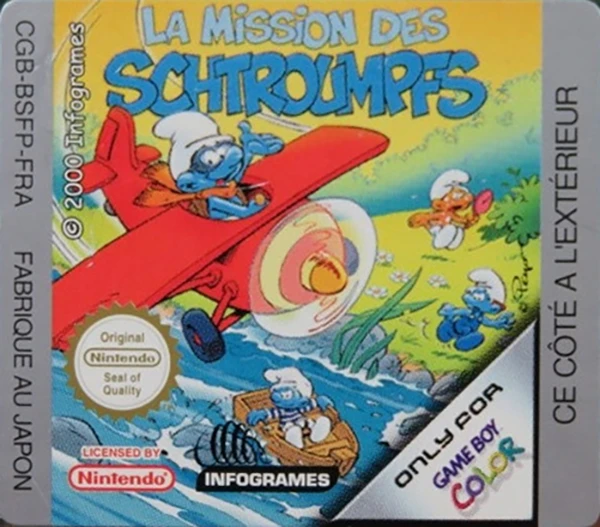 LA MISSION DES
SCHTROUMPFS
CGB-BSFP-FRA
FABRIQUE AU JAPON
© 2000 Infogrames
Peyo
Original
Nintendo
Seal of
Quality
LICENSED BY
Nintendo
INFOGRAMES
ONLY FOR
GAME BOY
COLOR
CE CÔTÉ A L'EXTÉRIEUR